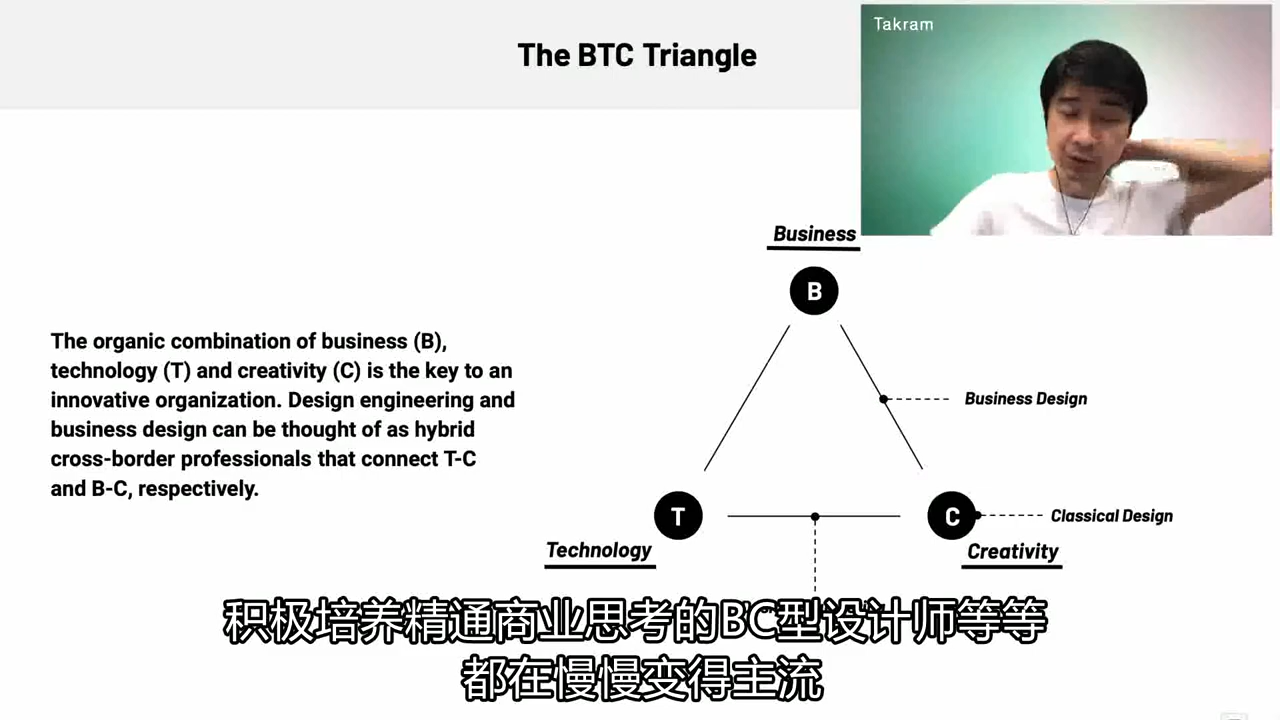 The BTC Triangle
Takram
Business
B
The organic combination of business (B),
technology (T) and creativity (C) is the key to an
innovative organization. Design engineering and
business design can be thought of as hybrid
cross-border professionals that connect T-C
and B-C, respectively.
Business Design
T
C
Classical Design
Technology
Creativity
积极培养精通商业思考的BC型设计师等等
都在慢慢变得主流